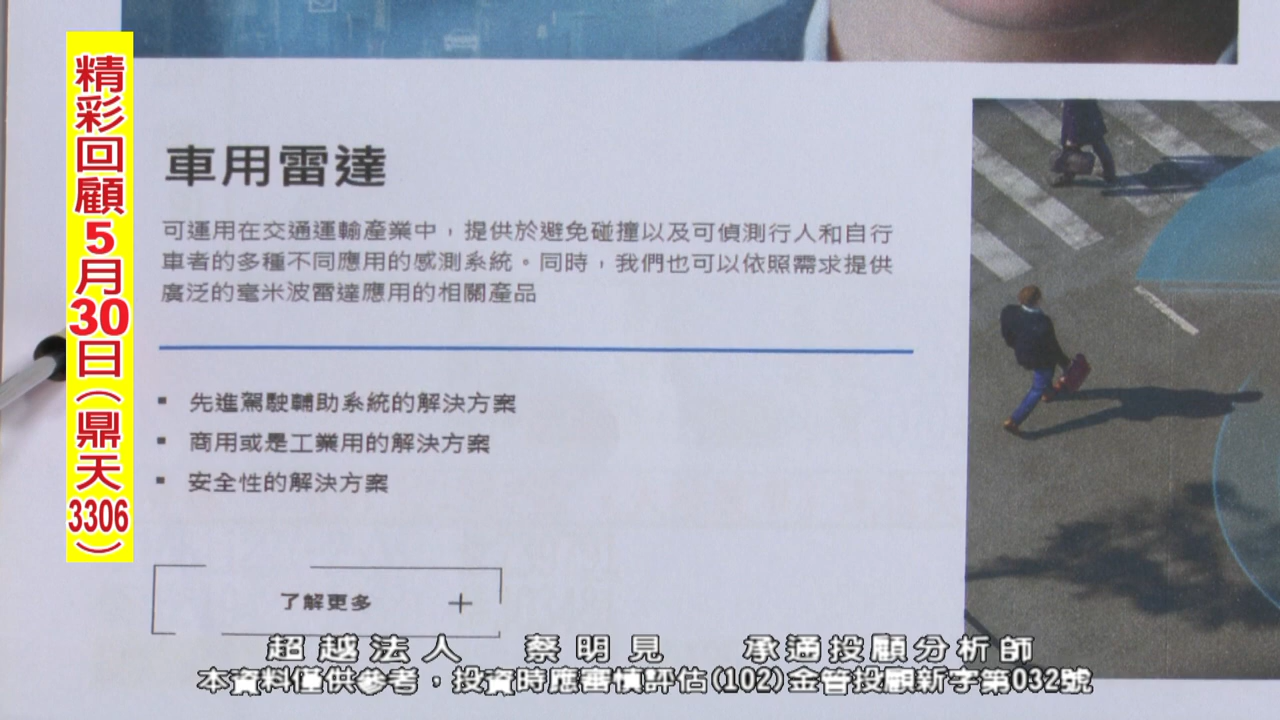 精彩回顧5月30日(鼎天3306)
車用雷達
可運用在交通運輸產業中，提供於避免碰撞以及可偵測行人和自行
車者的多種不同應用的感測系統。同時，我們也可以依照需求提供
廣泛的毫米波雷達應用的相關產品
▪ 先進駕駛輔助系統的解決方案
▪ 商用或是工業用的解決方案
▪ 安全性的解決方案
了解更多 +
超越法人 蔡明見 承通投顧分析師
本資料僅供參考，投資時應審慎評估(102)金管投顧新字第032號